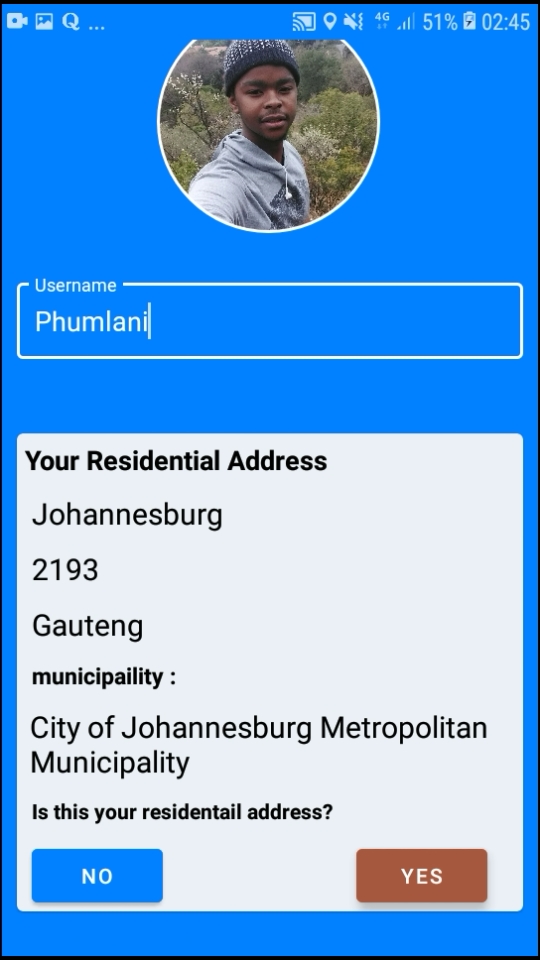 Q ... 4G 51% 02:45
Username
Phumlani
Your Residential Address
Johannesburg
2193
Gauteng
municipaility :
City of Johannesburg Metropolitan
Municipality
Is this your residentail address?
NO YES